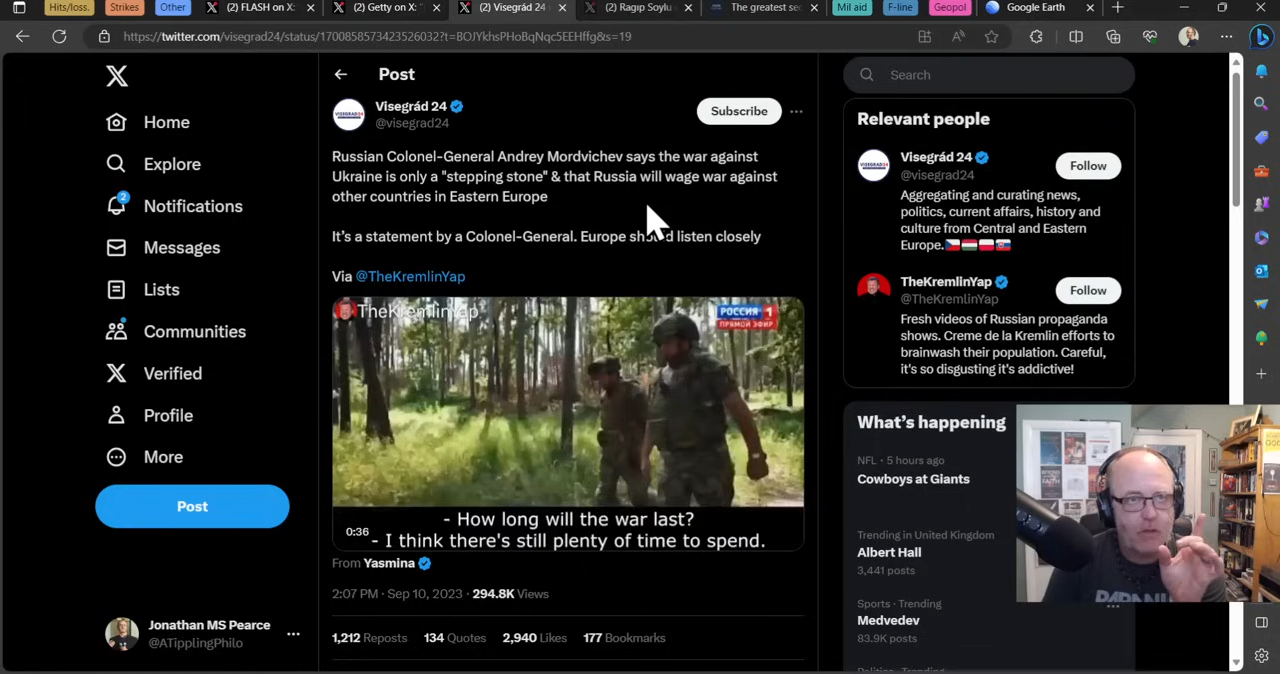 Hits/loss.
Strikes
Other
(2) FLASH on X:
(2) Getty on X: "
(2) Visegrád 24
(2) Ragıp Soylu
The greatest sec
Mil aid
F-line
Geopol
Google Earth
https://twitter.com/visegrad24/status/1700858573423526032?t=BOJYkhsPHoBqNqc5EEHffg&s=19
Home
Explore
2
Notifications
Messages
Lists
Communities
Verified
Profile
More
Post
Jonathan MS Pearce
@ATipplingPhilo
Post
Visegrád 24
@visegrad24
Subscribe
Russian Colonel-General Andrey Mordvichev says the war against
Ukraine is only a "stepping stone" & that Russia will wage war against
other countries in Eastern Europe
It's a statement by a Colonel-General. Europe should listen closely
Via @TheKremlinYap
TheKremlinYap
РОССИЯ 1
ПРЯМОЙ ЭФИР
- How long will the war last?
0:36
- I think there's still plenty of time to spend.
From Yasmina
2:07 PM · Sep 10, 2023 · 294.8K Views
1,212 Reposts 134 Quotes 2,940 Likes 177 Bookmarks
Search
Relevant people
Visegrád 24
@visegrad24
Follow
Aggregating and curating news,
politics, current affairs, history and
culture from Central and Eastern
Europe.
TheKremlinYap
@TheKremlinYap
Follow
Fresh videos of Russian propaganda
shows. Creme de la Kremlin efforts to
brainwash their population. Careful,
it's so disgusting it's addictive!
What's happening
NFL · 5 hours ago
Cowboys at Giants
Trending in United Kingdom
Albert Hall
3,441 posts
Sports · Trending
Medvedev
83.9K posts
Politics · Trending